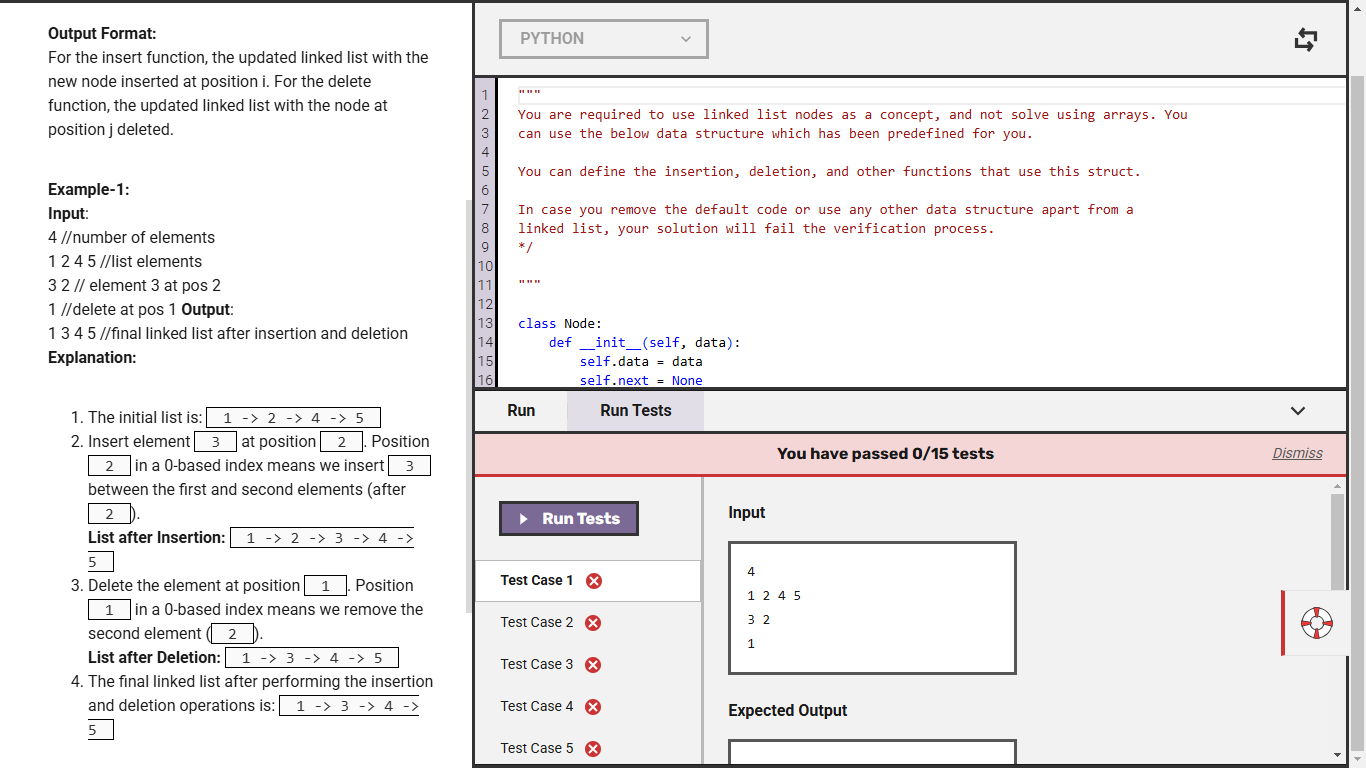 Output Format:
For the insert function, the updated linked list with the
new node inserted at position i. For the delete
function, the updated linked list with the node at
position j deleted.
Example-1:
Input:
4 //number of elements
1 2 4 5 //list elements
3 2 // element 3 at pos 2
1 //delete at pos 1 Output:
1 3 4 5 //final linked list after insertion and deletion
Explanation:
1. The initial list is: 1 -> 2 -> 4 -> 5
2. Insert element 3 at position 2. Position
2 in a 0-based index means we insert 3
between the first and second elements (after
2).
List after Insertion: 1 -> 2 -> 3 -> 4 ->
5
3. Delete the element at position 1. Position
1 in a 0-based index means we remove the
second element (2).
List after Deletion: 1 -> 3 -> 4 -> 5
4. The final linked list after performing the insertion
and deletion operations is: 1 -> 3 -> 4 ->
5
PYTHON
1 """
2 You are required to use linked list nodes as a concept, and not solve using arrays. You
3 can use the below data structure which has been predefined for you.
4
5 You can define the insertion, deletion, and other functions that use this struct.
6
7 In case you remove the default code or use any other data structure apart from a
8 linked list, your solution will fail the verification process.
9 */
10
11 """
12
13 class Node:
14 def __init__(self, data):
15 self.data = data
16 self.next = None
Run Run Tests
You have passed 0/15 tests Dismiss
Run Tests
Test Case 1
Test Case 2
Test Case 3
Test Case 4
Test Case 5
Input
4
1 2 4 5
3 2
1
Expected Output